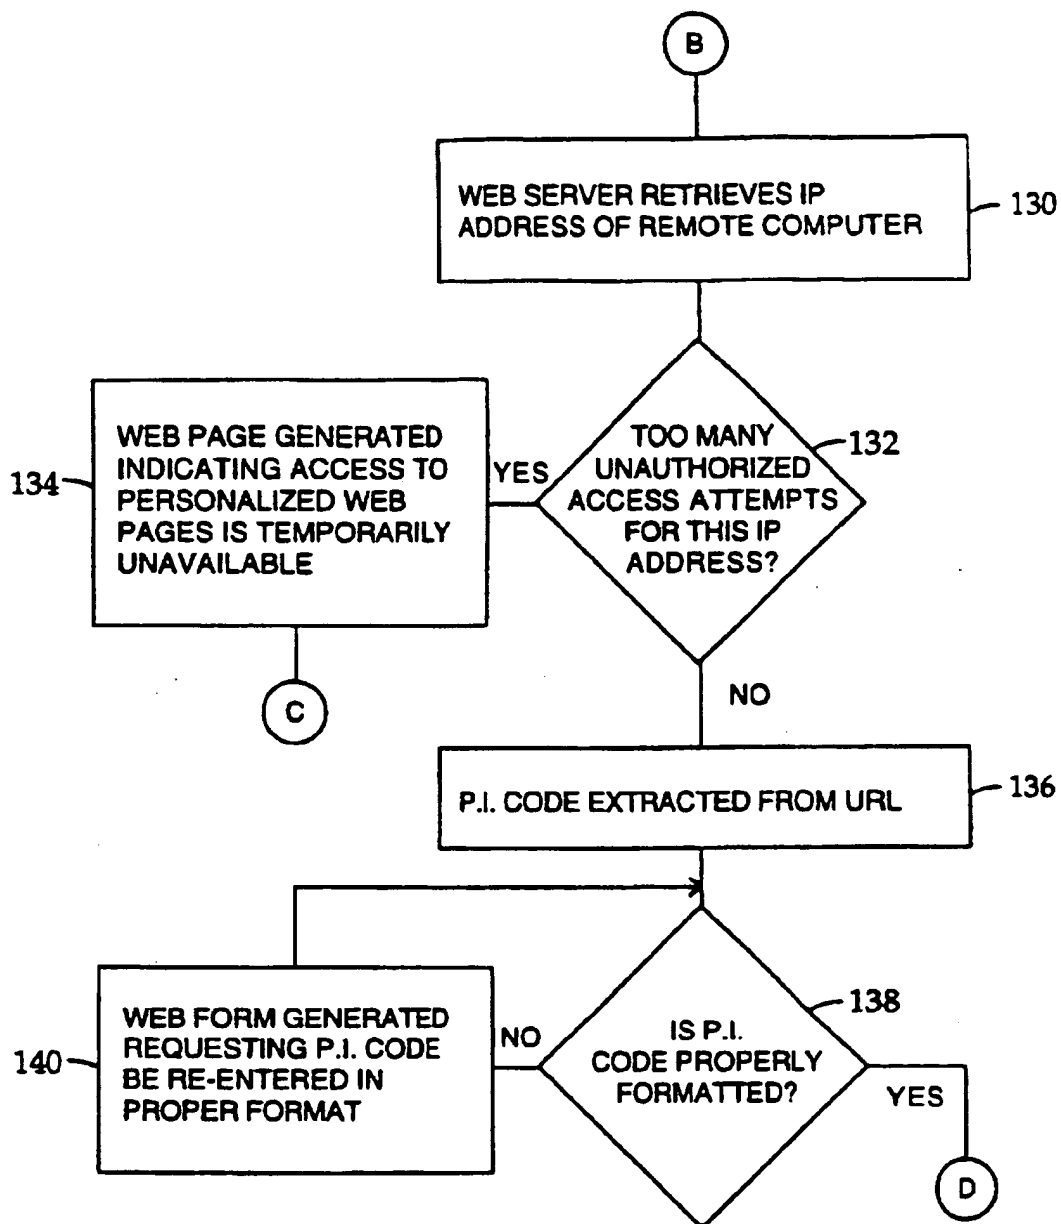 B
WEB SERVER RETRIEVES IP
ADDRESS OF REMOTE COMPUTER
130
TOO MANY
UNAUTHORIZED
ACCESS ATTEMPTS
FOR THIS IP
ADDRESS?
132
YES
WEB PAGE GENERATED
INDICATING ACCESS TO
PERSONALIZED WEB
PAGES IS TEMPORARILY
UNAVAILABLE
134
C
NO
P.I. CODE EXTRACTED FROM URL
136
IS P.I.
CODE PROPERLY
FORMATTED?
138
NO
WEB FORM GENERATED
REQUESTING P.I. CODE
BE RE-ENTERED IN
PROPER FORMAT
140
YES
D